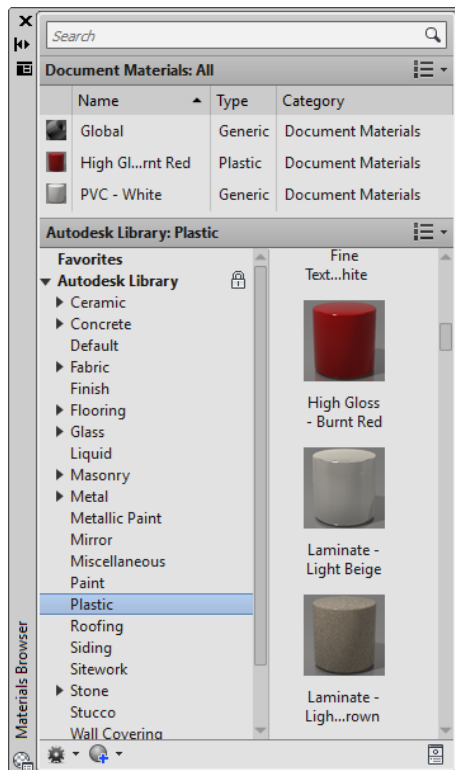 Search
Document Materials: All
Name Type Category
Global Generic Document Materials
High Gl...rnt Red Plastic Document Materials
PVC - White Generic Document Materials
Autodesk Library: Plastic
Favorites
Autodesk Library
Ceramic
Concrete
Default
Fabric
Finish
Flooring
Glass
Liquid
Masonry
Metal
Metallic Paint
Mirror
Miscellaneous
Paint
Plastic
Roofing
Siding
Sitework
Stone
Stucco
Wall Covering
Fine
Text...hite
High Gloss
- Burnt Red
Laminate -
Light Beige
Laminate -
Ligh...rown
Materials Browser